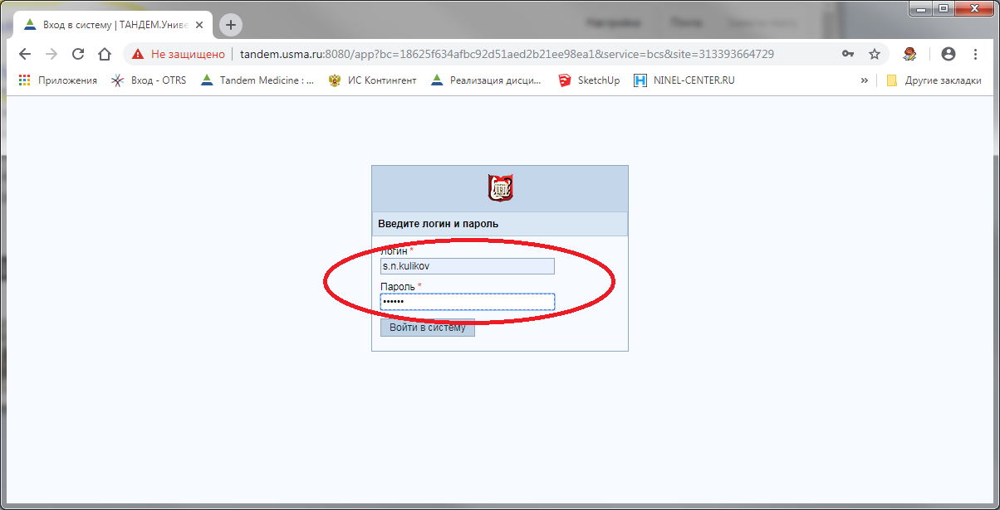 Вход в систему | ТАНДЕМ.Униве
Не защищено | tandem.usma.ru:8080/app?bc=18625f634afbc92d51aed2b21ee98ea1&service=bcs&site=313393664729
Приложения Вход - OTRS Tandem Medicine : ... ИС Контингент Реализация дисци... SketchUp NINEL-CENTER.RU » Другие закладки
Введите логин и пароль
Логин *
s.n.kulikov
Пароль *
••••••
Войти в систему